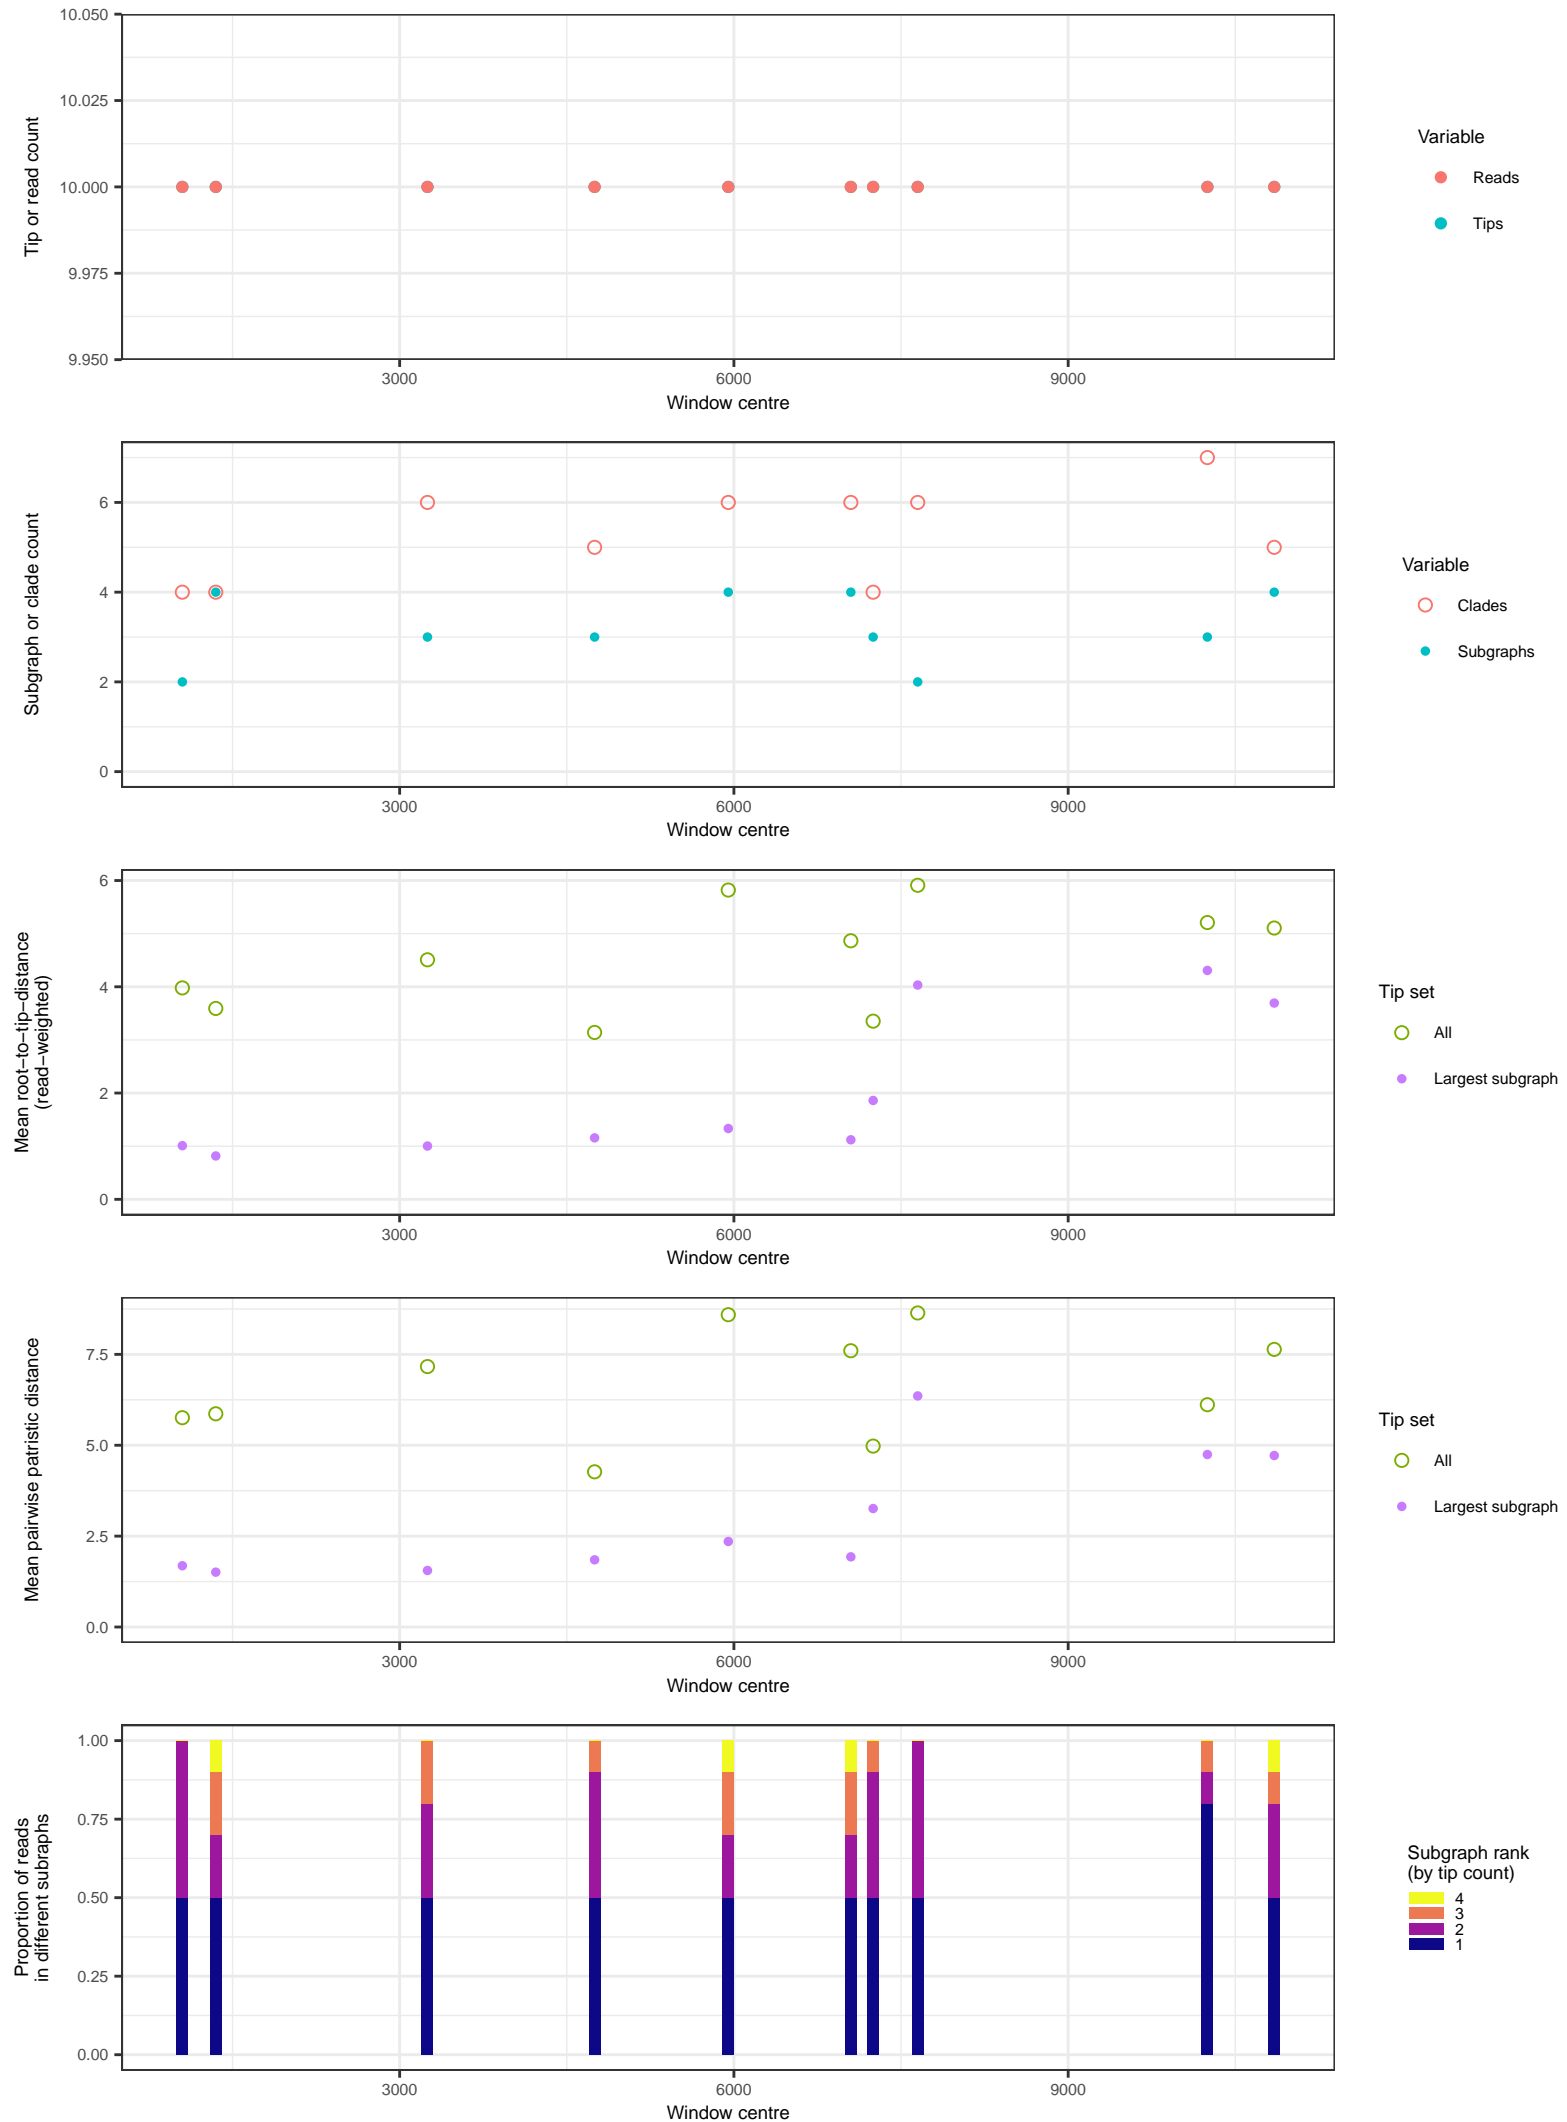 10.050
10.025
10.000
9.975
9.950
Tip or read count
3000 6000 9000
Window centre
Variable
Reads
Tips
6
4
2
0
Subgraph or clade count
3000 6000 9000
Window centre
Variable
Clades
Subgraphs
6
4
2
0
Mean root−to−tip−distance
(read−weighted)
3000 6000 9000
Window centre
Tip set
All
Largest subgraph
7.5
5.0
2.5
0.0
Mean pairwise patristic distance
3000 6000 9000
Window centre
Tip set
All
Largest subgraph
1.00
0.75
0.50
0.25
0.00
Proportion of reads
in different subraphs
3000 6000 9000
Window centre
Subgraph rank
(by tip count)
4
3
2
1